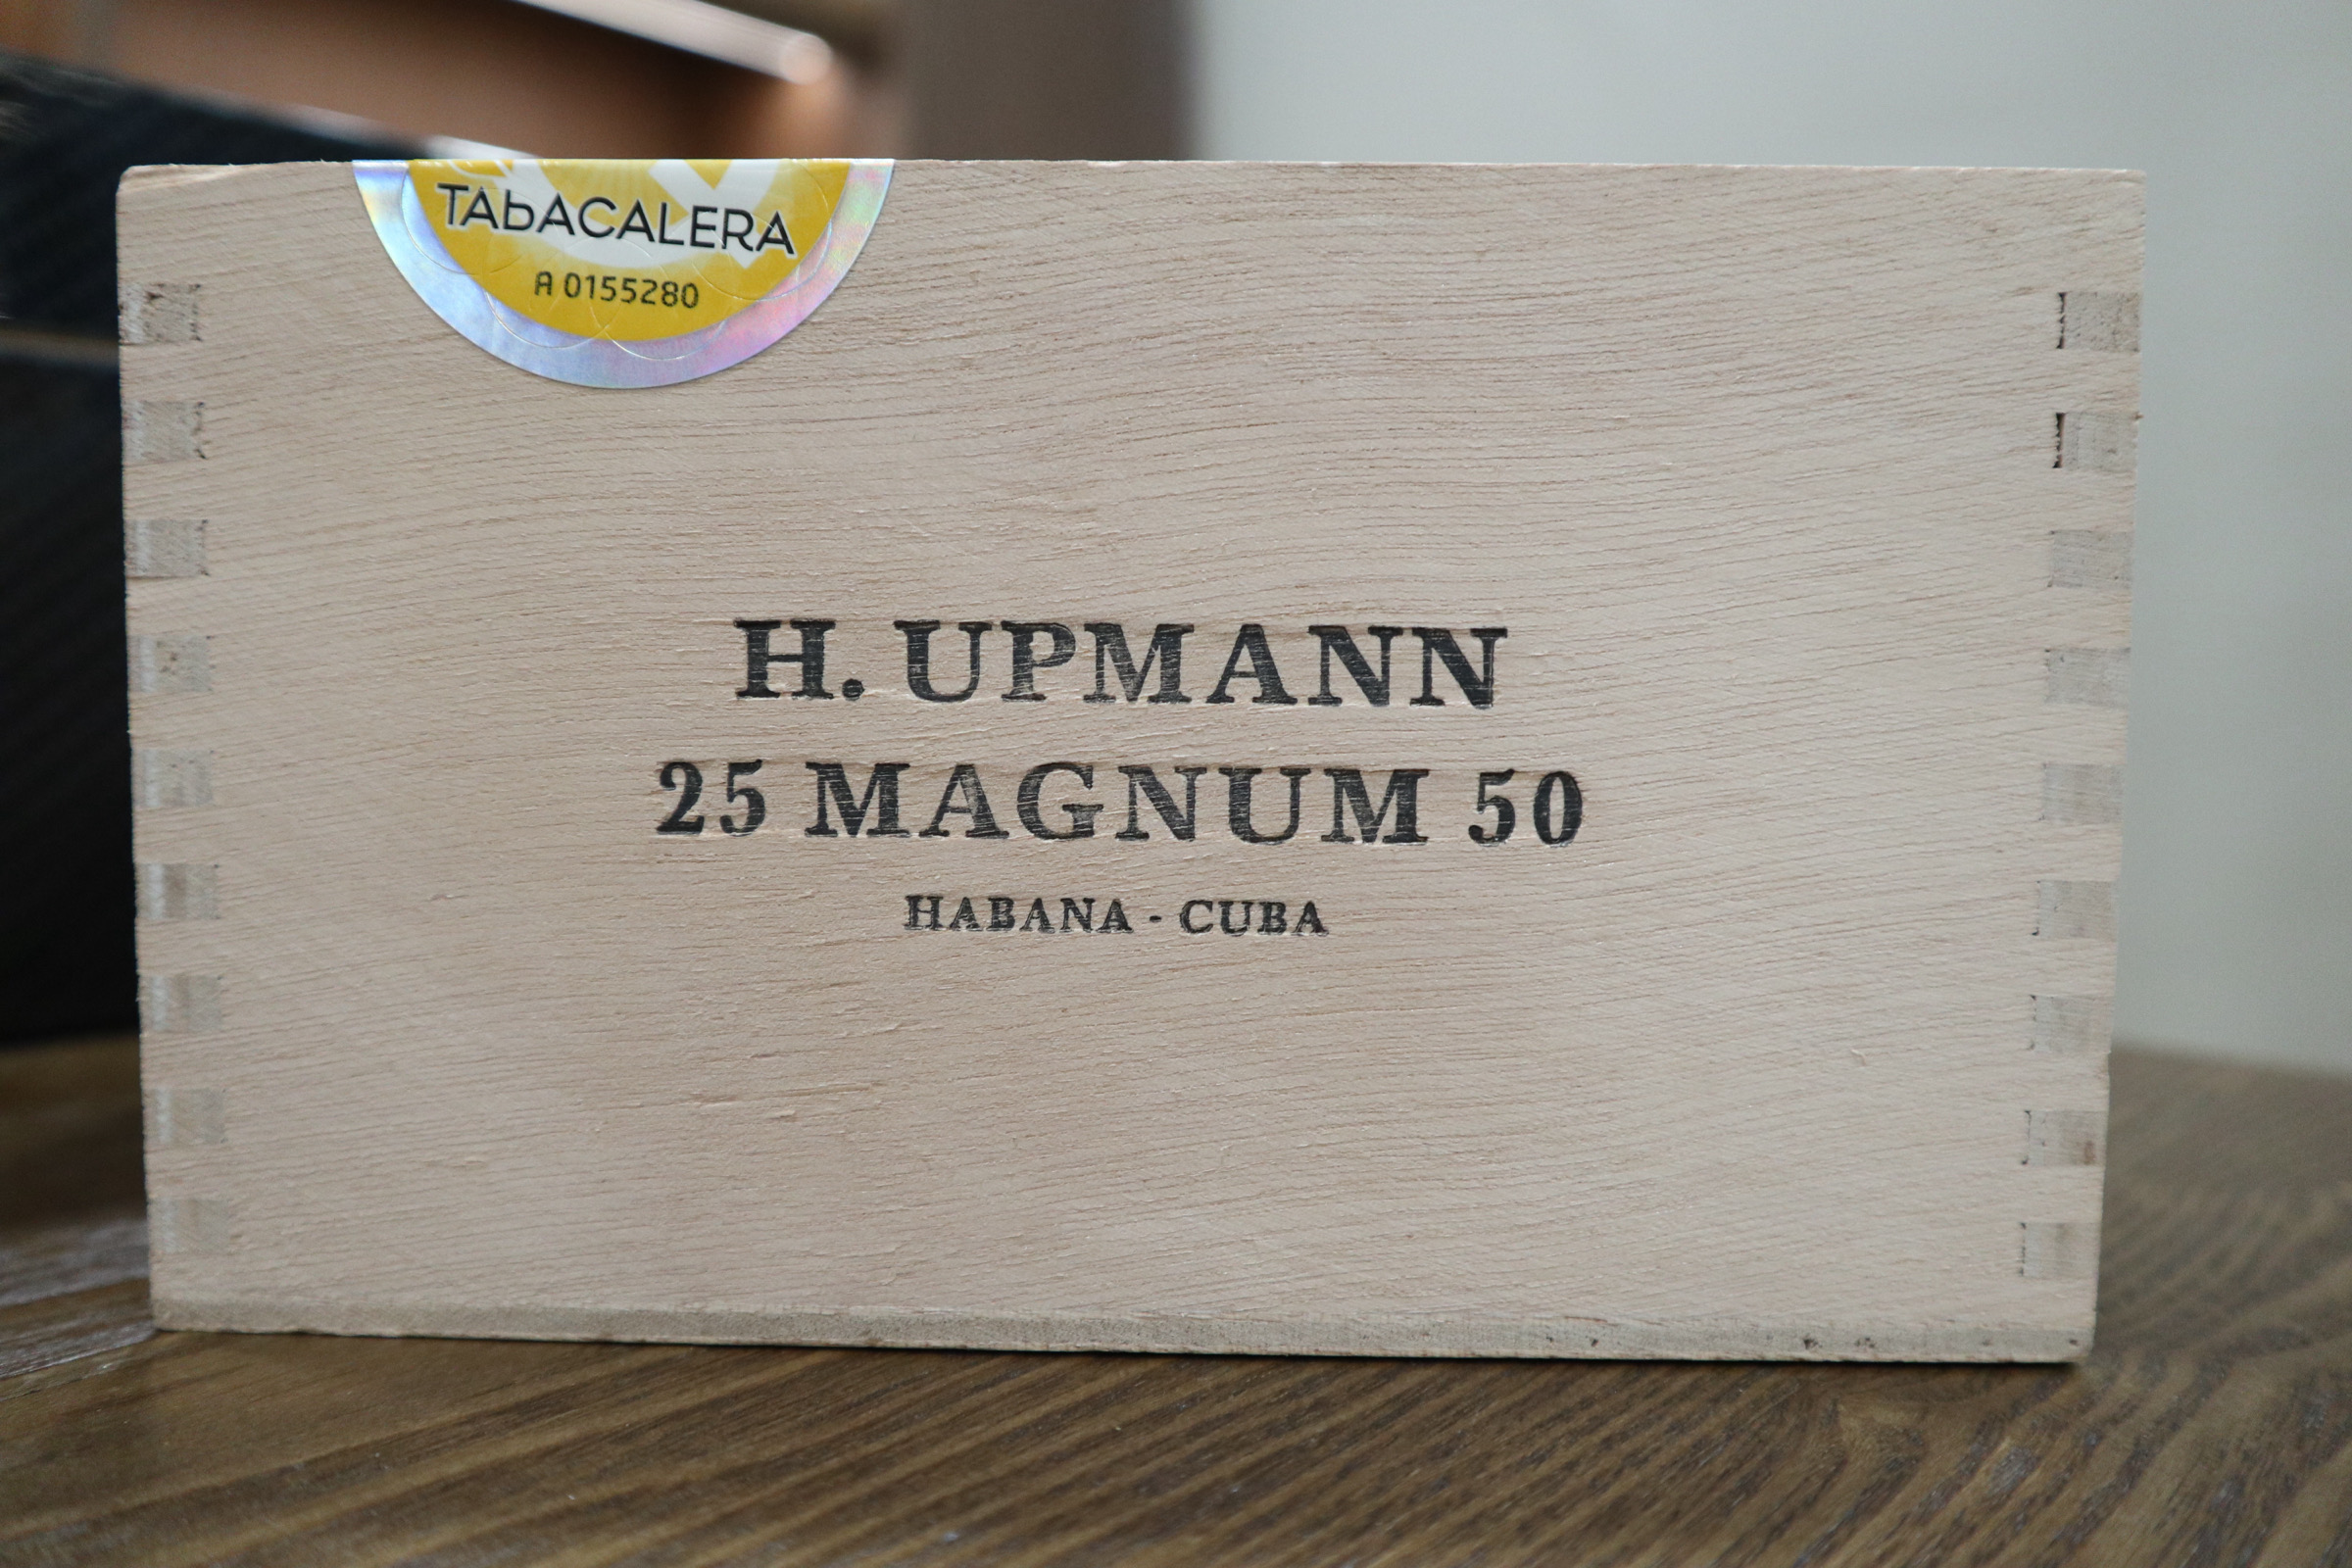 TAbACALERA
A 0155280
H. UPMANN
25 MAGNUM 50
HABANA - CUBA